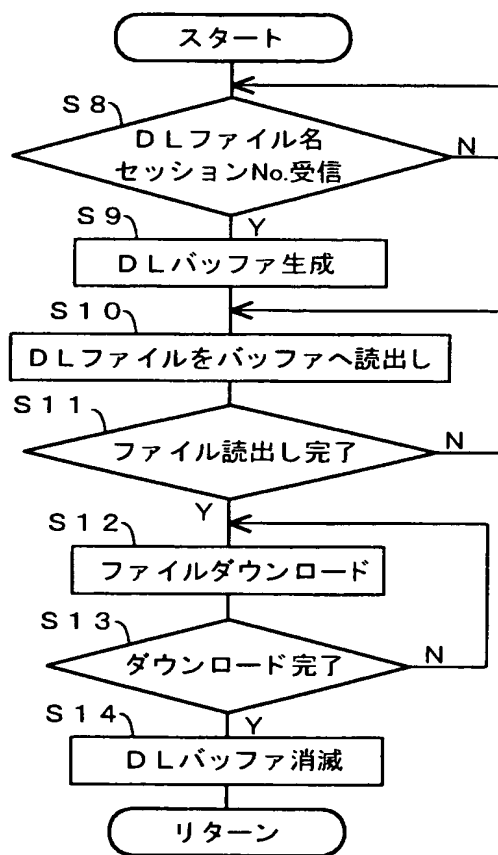 スタート
S8
DLファイル名
セッションNo.受信
N
Y
S9
DLバッファ生成
S10
DLファイルをバッファへ読出し
S11
ファイル読出し完了
N
Y
S12
ファイルダウンロード
S13
ダウンロード完了
N
Y
S14
DLバッファ消滅
リターン